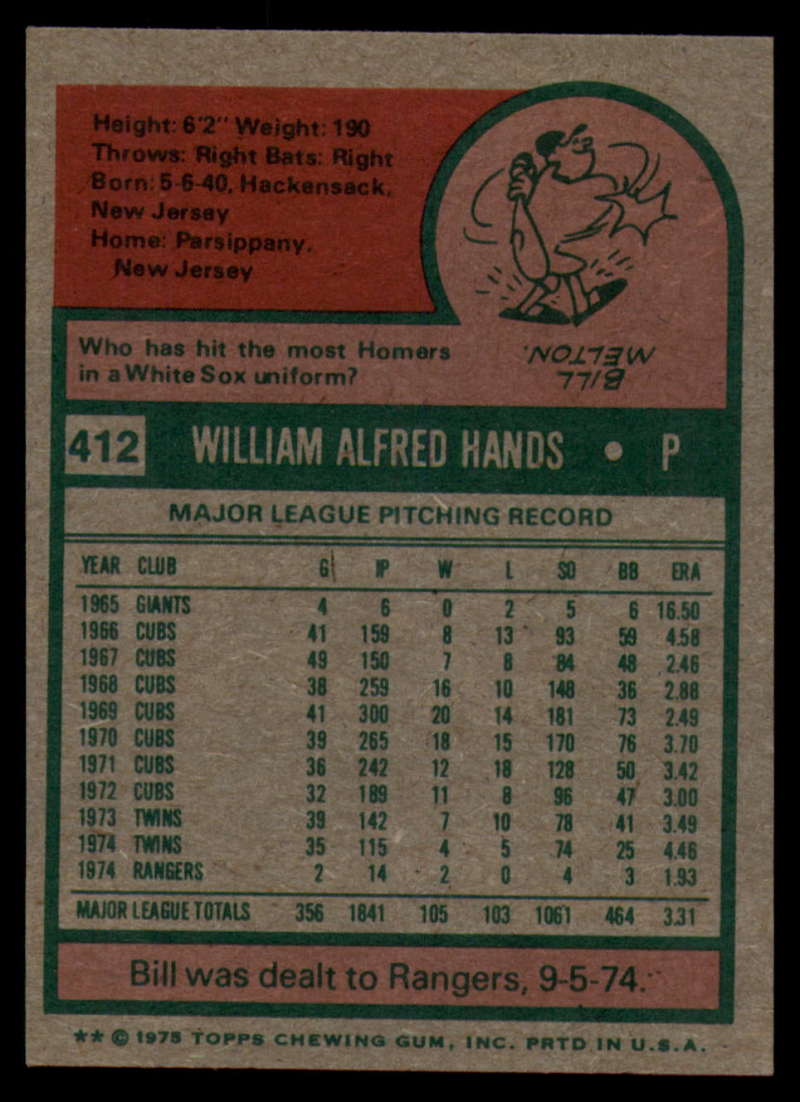 Height: 6'2" Weight: 190
Throws: Right Bats: Right
Born: 5-6-40, Hackensack,
New Jersey
Home: Parsippany,
New Jersey
Who has hit the most Homers
in a White Sox uniform?
BILL
MELTON.
412 WILLIAM ALFRED HANDS • P
MAJOR LEAGUE PITCHING RECORD
YEAR CLUB G IP W L SO BB ERA
1965 GIANTS 4 6 0 2 5 6 16.50
1966 CUBS 41 159 8 13 93 59 4.58
1967 CUBS 49 150 7 8 84 48 2.46
1968 CUBS 38 259 16 10 148 36 2.88
1969 CUBS 41 300 20 14 181 73 2.49
1970 CUBS 39 265 18 15 170 76 3.70
1971 CUBS 36 242 12 18 128 50 3.42
1972 CUBS 32 189 11 8 96 47 3.00
1973 TWINS 39 142 7 10 78 41 3.49
1974 TWINS 35 115 4 5 74 25 4.46
1974 RANGERS 2 14 2 0 4 3 1.93
MAJOR LEAGUE TOTALS 356 1841 105 103 1061 464 3.31
Bill was dealt to Rangers, 9-5-74.
** © 1975 TOPPS CHEWING GUM, INC. PRTD IN U.S.A.